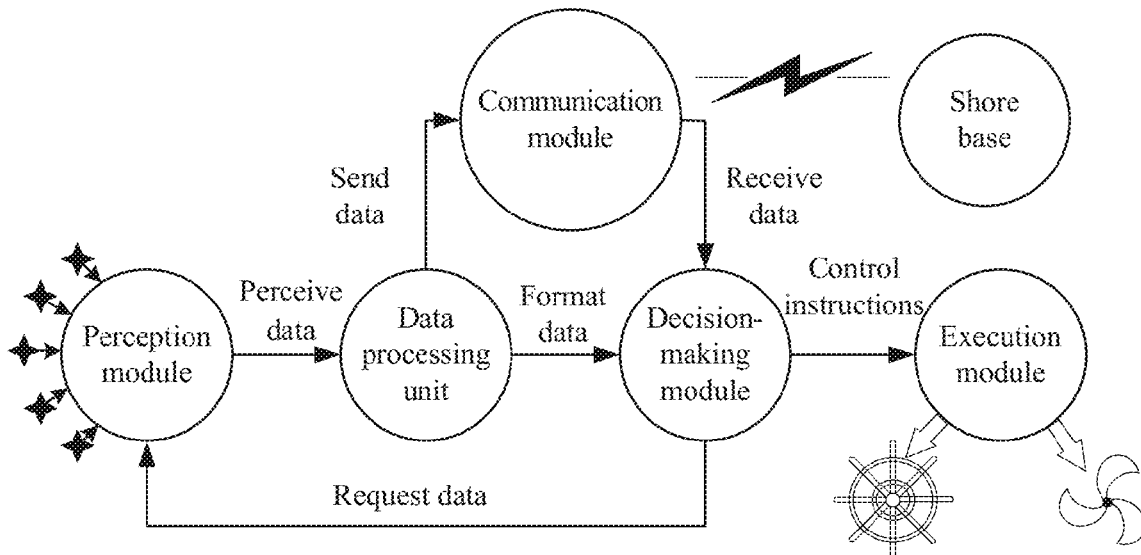 Communication
module
Shore
base
Send
data
Receive
data
Perception
module
Perceive
data
Data
processing
unit
Format
data
Decision-
making
module
Control
instructions
Execution
module
Request data